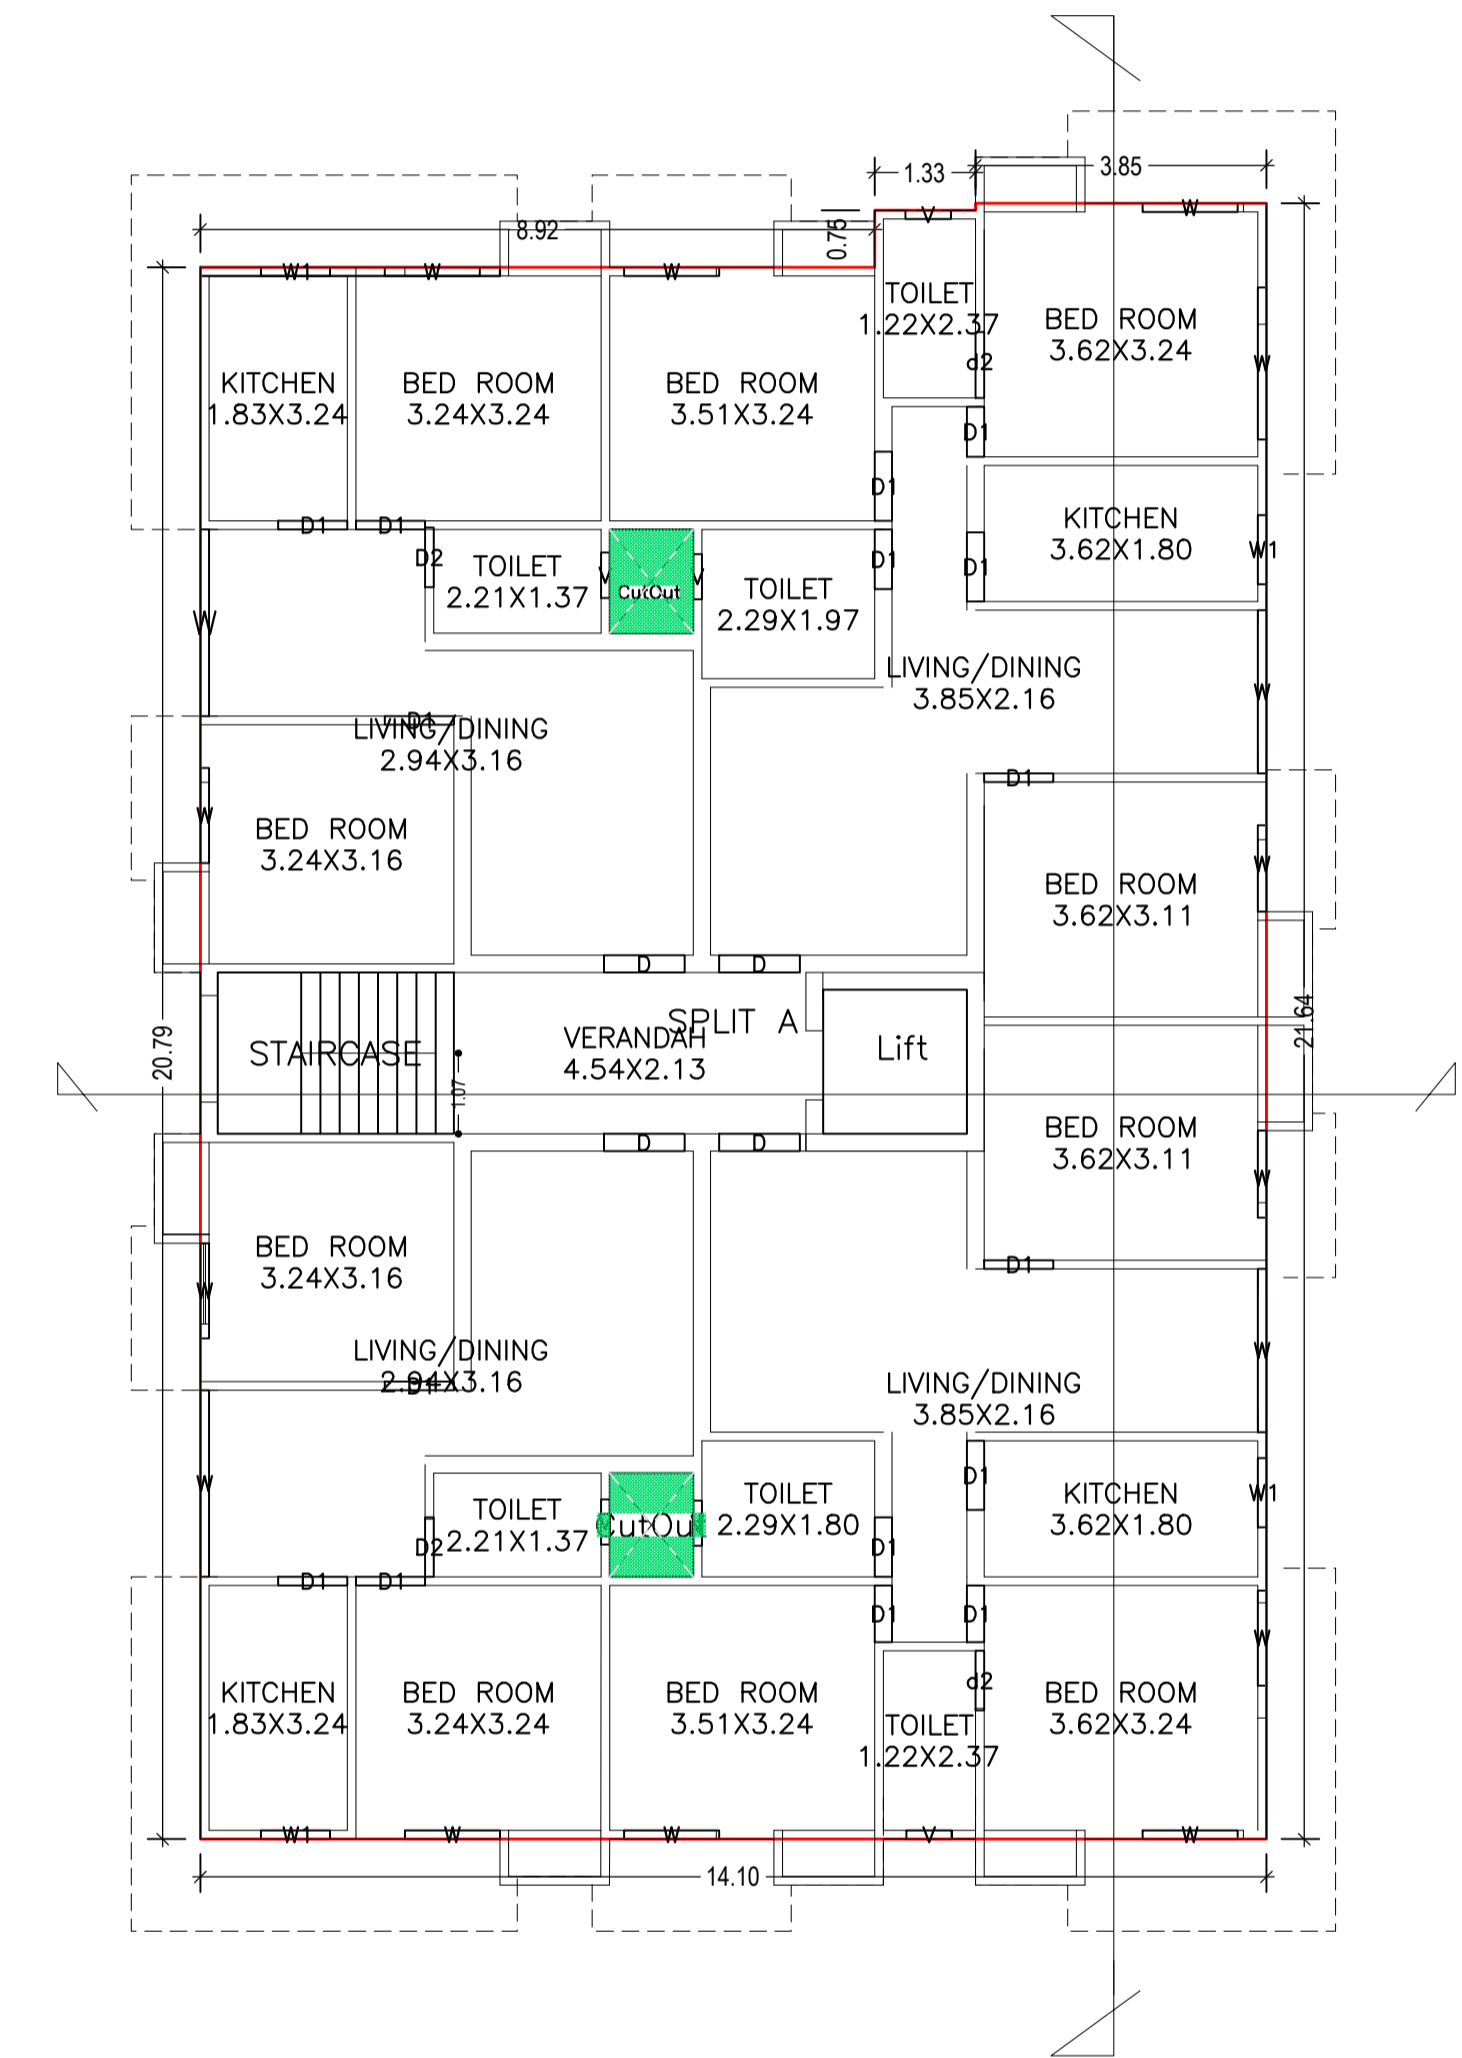 3.85
1.33
W
V
8.92
0.75
W1
W
W
TOILET
1.22X2.37
BED ROOM
3.62X3.24
W
d2
KITCHEN
1.83X3.24
BED ROOM
3.24X3.24
BED ROOM
3.51X3.24
D1
D1
KITCHEN
3.62X1.80
W1
D1
D1
D2
TOILET
2.21X1.37
V
CutOut
V
TOILET
2.29X1.97
D1
D1
W
LIVING/DINING
3.85X2.16
W
D1
LIVING/DINING
2.94X3.16
D1
BED ROOM
3.24X3.16
W
BED ROOM
3.62X3.11
W
D
D
20.79
STAIRCASE
1.07
VERANDAH
4.54X2.13
SPLIT A
Lift
21.64
D
D
BED ROOM
3.62X3.11
W
BED ROOM
3.24X3.16
W
D1
LIVING/DINING
2.94X3.16
D1
LIVING/DINING
3.85X2.16
W
W
D2
TOILET
2.21X1.37
CutOu
TOILET
2.29X1.80
D1
D1
KITCHEN
3.62X1.80
W1
D1
D1
D1
D1
W
KITCHEN
1.83X3.24
BED ROOM
3.24X3.24
BED ROOM
3.51X3.24
d2
TOILET
1.22X2.37
BED ROOM
3.62X3.24
W1
W
W
V
W
14.10